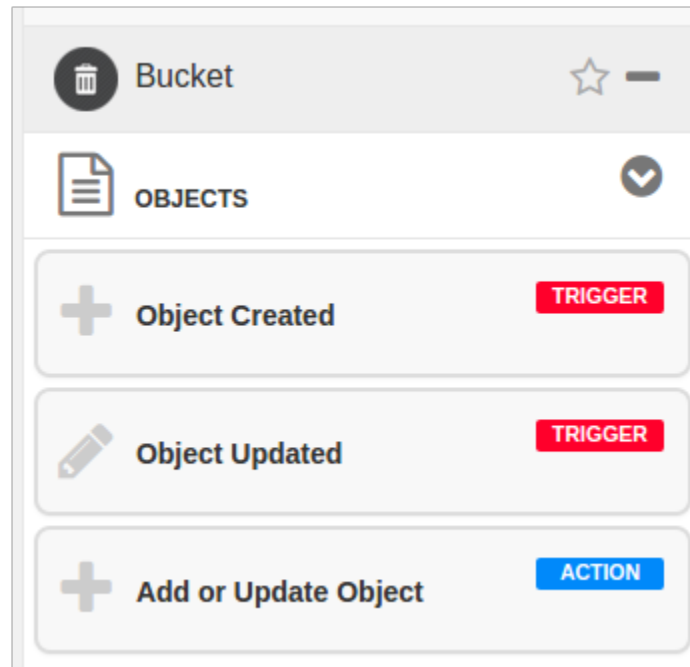 Bucket
OBJECTS
TRIGGER
Object Created
TRIGGER
Object Updated
ACTION
Add or Update Object